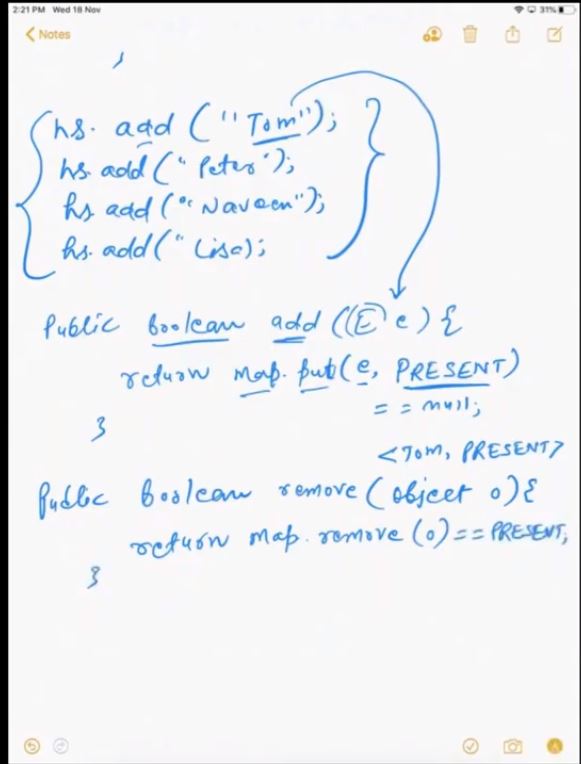 2:21 PM Wed 18 Nov 31%
Notes
hs. add ("Tom");
hs. add ("Peter");
hs. add ("Naveen");
hs. add ("Lisa);
Public boolean add (E e) {
return map. put (e, PRESENT)
= = null;
}
<Tom, PRESENT>
Public boolean remove (object o) {
return map. remove (o) == PRESENT;
}